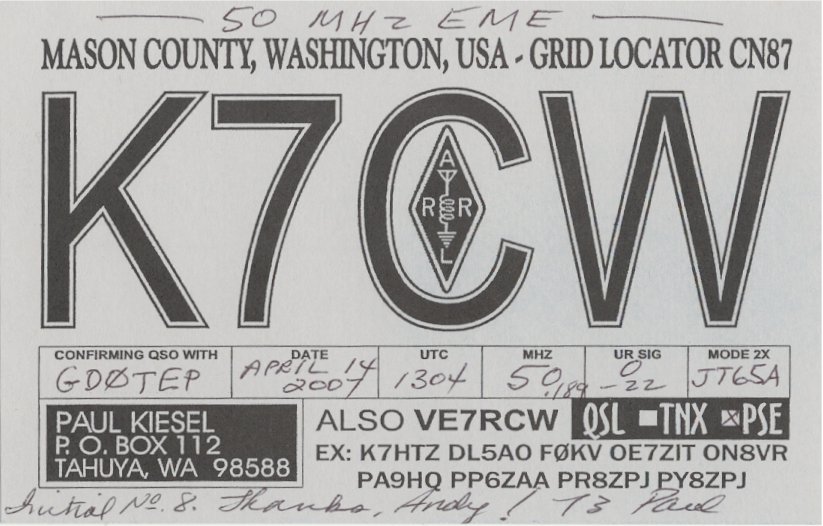 50 MHz EME
MASON COUNTY, WASHINGTON, USA - GRID LOCATOR CN87
K7CW
A
R R
L
CONFIRMING QSO WITH DATE UTC MHZ UR SIG MODE 2X
GDØTEP APRIL 14 2007 1304 50.189 O -22 JT65A
PAUL KIESEL
P. O. BOX 112
TAHUYA, WA 98588
ALSO VE7RCW QSL TNX PSE
EX: K7HTZ DL5AO FØKV OE7ZIT ON8VR
PA9HQ PP6ZAA PR8ZPJ PY8ZPJ
Initial No. 8. Thanks, Andy! 73 Paul